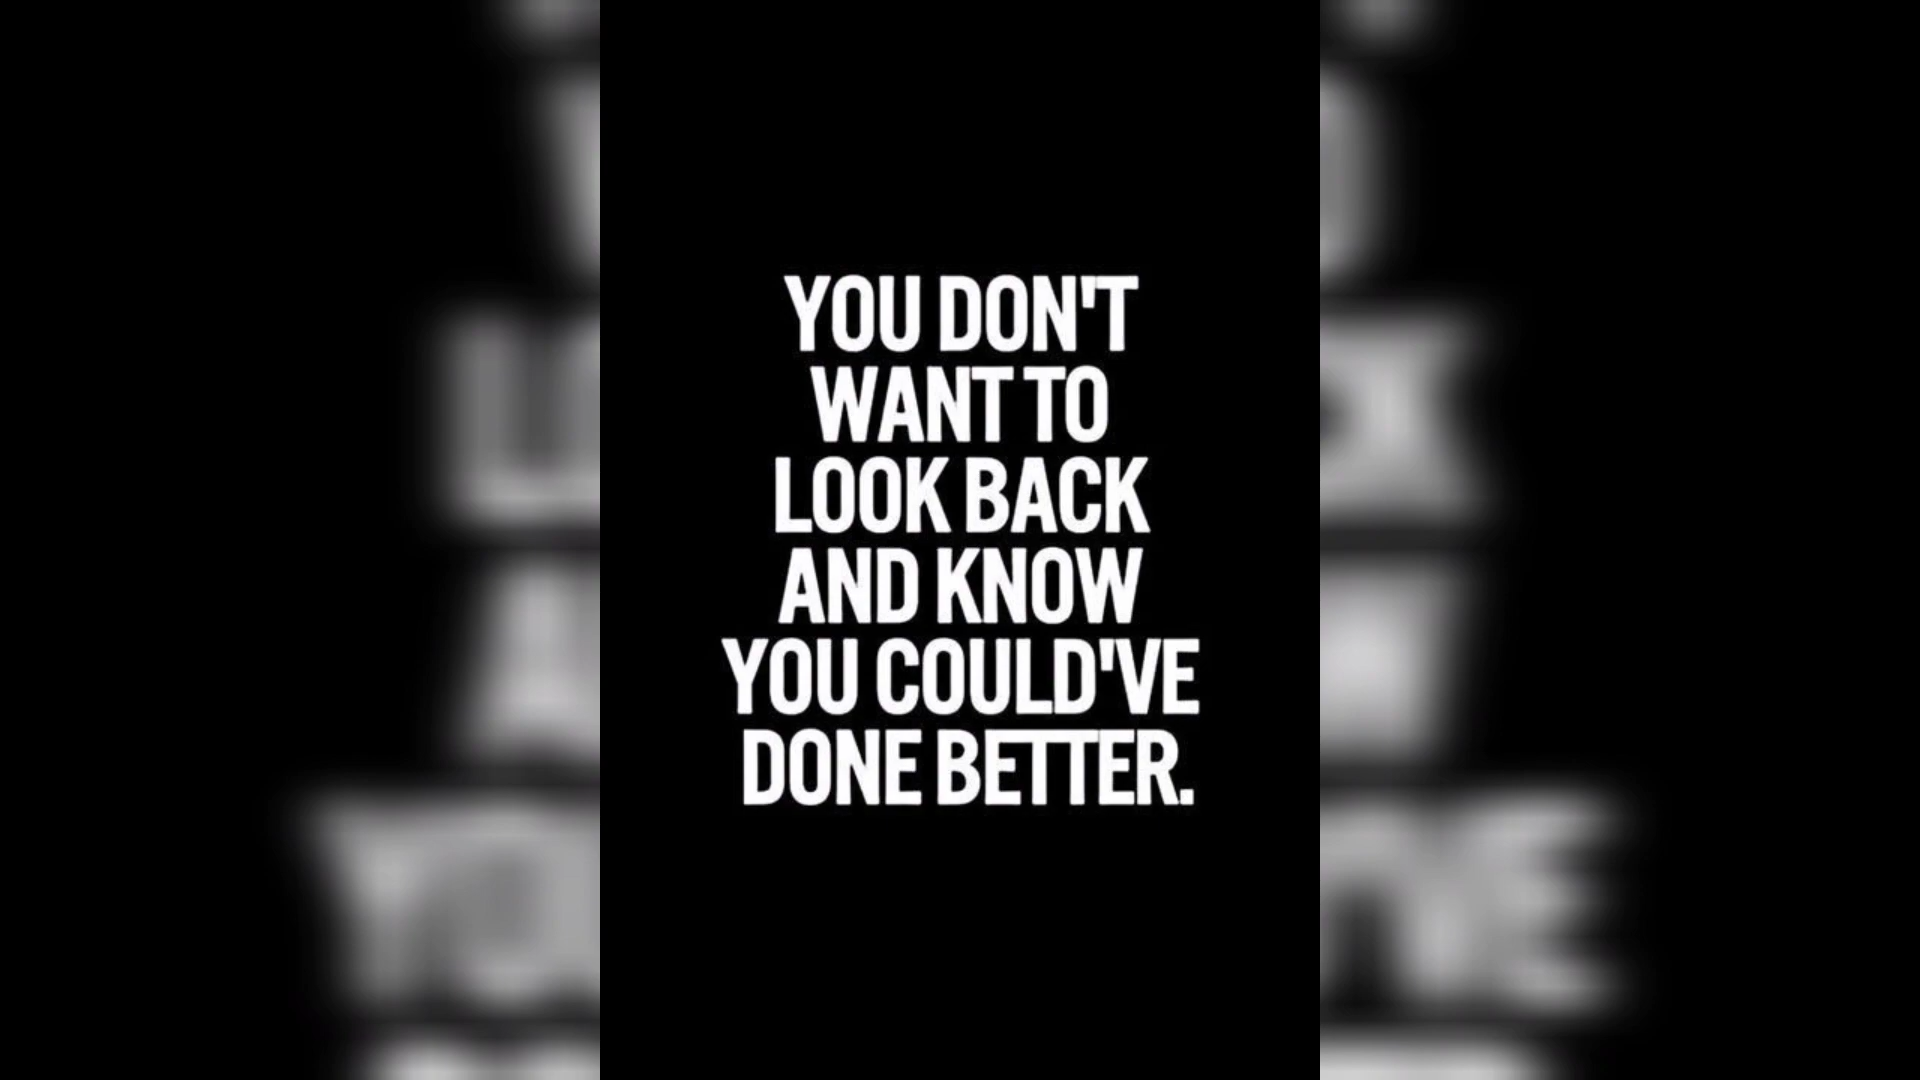 YOU DON'T
WANT TO
LOOK BACK
AND KNOW
YOU COULD'VE
DONE BETTER.